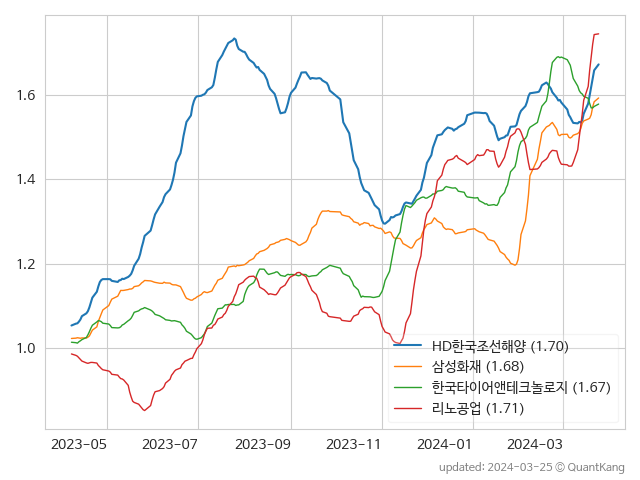 1.6
1.4
1.2
1.0
HD한국조선해양 (1.70)
삼성화재 (1.68)
한국타이어앤테크놀로지 (1.67)
리노공업 (1.71)
2023-05 2023-07 2023-09 2023-11 2024-01 2024-03
updated: 2024-03-25 © QuantKang